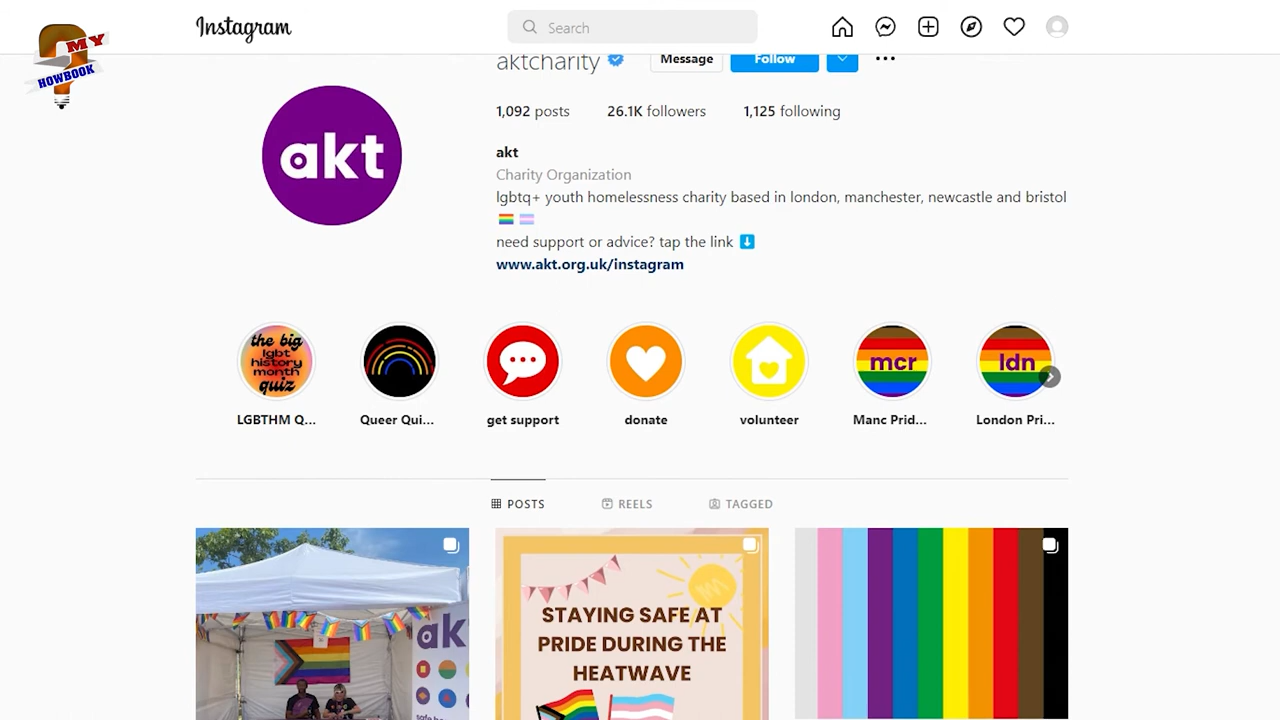 MY
HOWBOOK
Instagram
Search
aktcharity
Message
Follow
akt
1,092 posts
26.1K followers
1,125 following
akt
Charity Organization
lgbtq+ youth homelessness charity based in london, manchester, newcastle and bristol
need support or advice? tap the link
www.akt.org.uk/instagram
the big
lgbt
history
month
quiz
mcr
ldn
LGBTHM Q...
Queer Qui...
get support
donate
volunteer
Manc Prid...
London Pri...
POSTS
REELS
TAGGED
ak
STAYING SAFE AT
PRIDE DURING THE
HEATWAVE